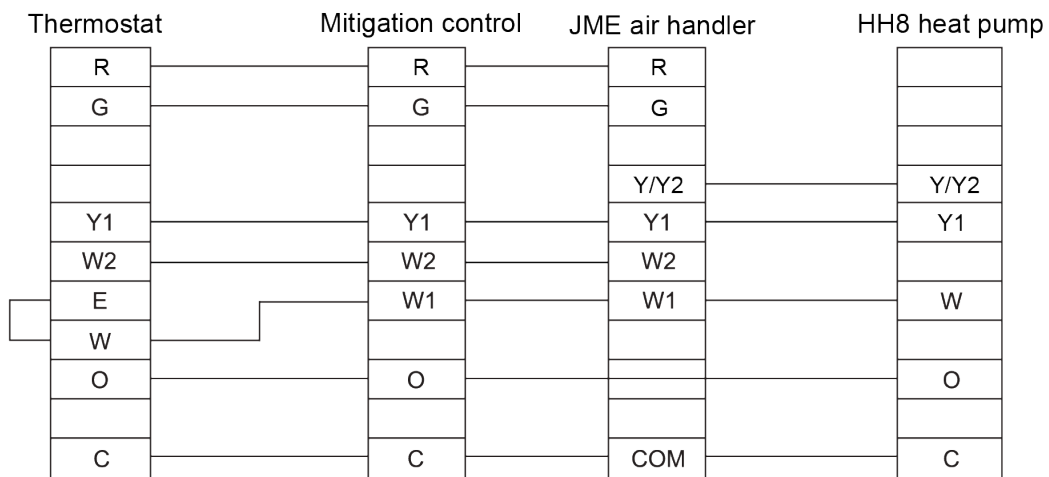 Thermostat Mitigation control JME air handler HH8 heat pump
R R R
G G G
Y/Y2 Y/Y2
Y1 Y1 Y1 Y1
W2 W2 W2
E W1 W1 W
W
O O O
C C COM C